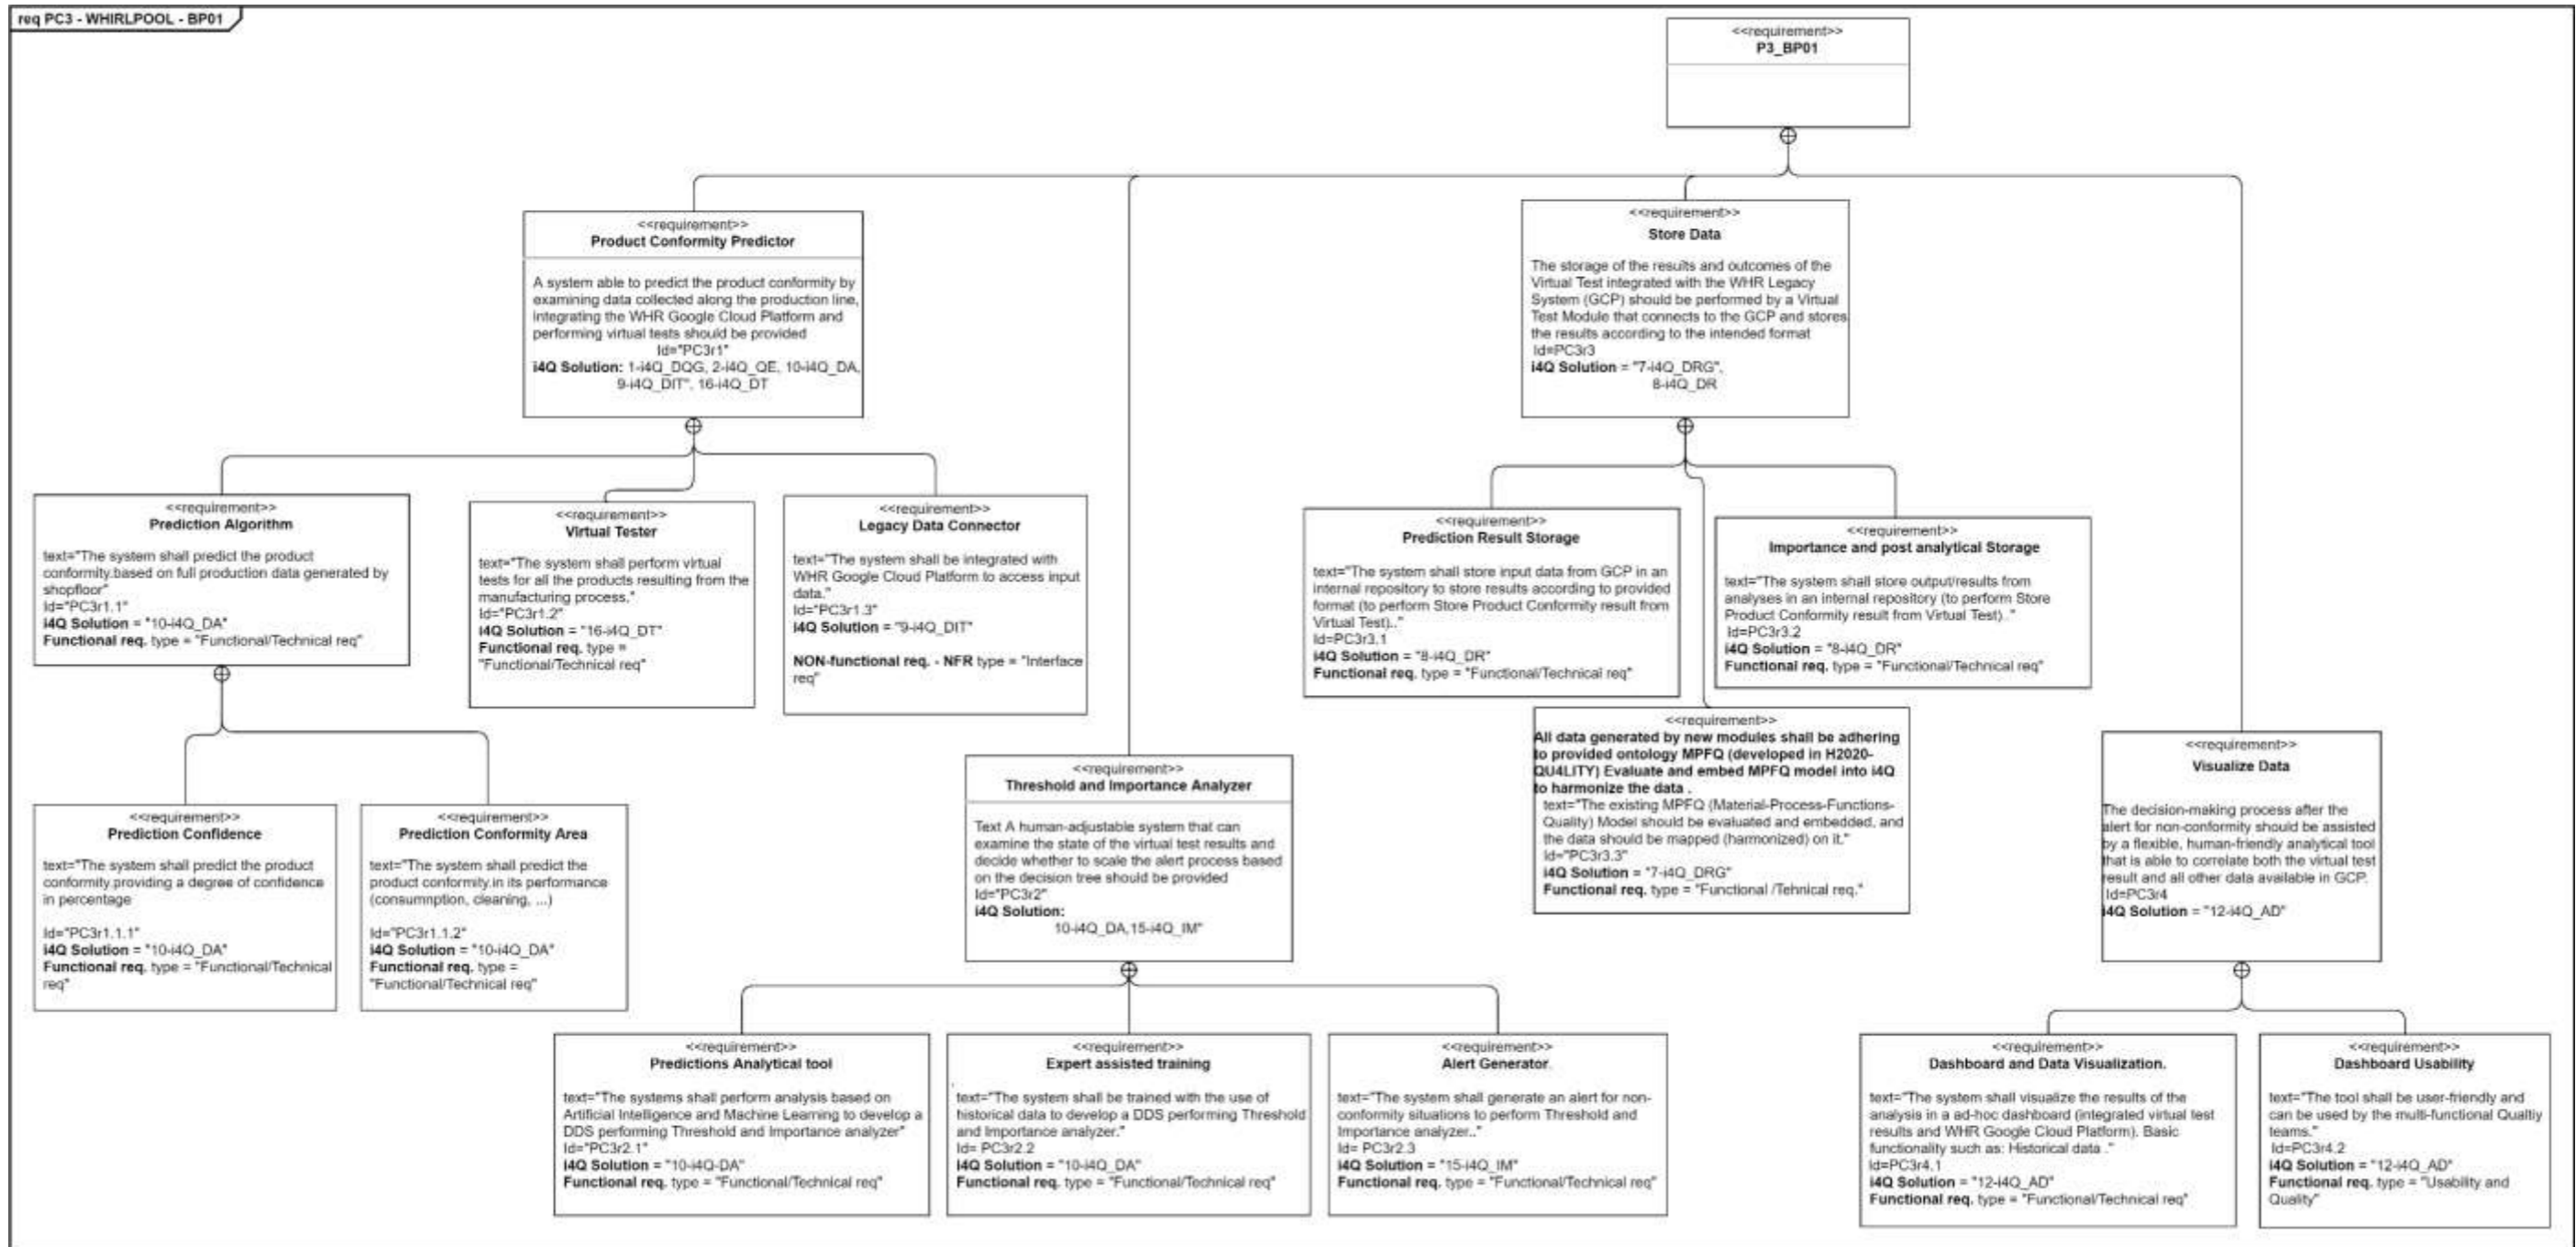 req PC3 - WHIRLPOOL - BP01
<<requirement>>
P3_BP01
<<requirement>>
Product Conformity Predictor
A system able to predict the product conformity by
examining data collected along the production line,
integrating the WHR Google Cloud Platform and
performing virtual tests should be provided
Id="PC3r1"
i4Q Solution: 1-i4Q_DQG, 2-i4Q_QE, 10-i4Q_DA,
9-i4Q_DIT", 16-i4Q_DT
<<requirement>>
Store Data
The storage of the results and outcomes of the
Virtual Test integrated with the WHR Legacy
System (GCP) should be performed by a Virtual
Test Module that connects to the GCP and stores
the results according to the intended format
Id=PC3r3
i4Q Solution = "7-i4Q_DRG",
8-i4Q_DR
<<requirement>>
Prediction Algorithm
text="The system shall predict the product
conformity.based on full production data generated by
shopfloor"
Id="PC3r1.1"
i4Q Solution = "10-i4Q_DA"
Functional req. type = "Functional/Technical req"
<<requirement>>
Virtual Tester
text="The system shall perform virtual
tests for all the products resulting from the
manufacturing process."
Id="PC3r1.2"
i4Q Solution = "16-i4Q_DT"
Functional req. type =
"Functional/Technical req"
<<requirement>>
Legacy Data Connector
text="The system shall be integrated with
WHR Google Cloud Platform to access input
data."
Id="PC3r1.3"
i4Q Solution = "9-i4Q_DIT"
NON-functional req. - NFR type = "Interface
req"
<<requirement>>
Prediction Result Storage
text="The system shall store input data from GCP in an
internal repository to store results according to provided
format (to perform Store Product Conformity result from
Virtual Test).."
Id=PC3r3.1
i4Q Solution = "8-i4Q_DR"
Functional req. type = "Functional/Technical req"
<<requirement>>
Importance and post analytical Storage
text="The system shall store output/results from
analyses in an internal repository (to perform Store
Product Conformity result from Virtual Test).."
Id=PC3r3.2
i4Q Solution = "8-i4Q_DR"
Functional req. type = "Functional/Technical req"
<<requirement>>
All data generated by new modules shall be adhering
to provided ontology MPFQ (developed in H2020-
QU4LITY) Evaluate and embed MPFQ model into i4Q
to harmonize the data .
text="The existing MPFQ (Material-Process-Functions-
Quality) Model should be evaluated and embedded, and
the data should be mapped (harmonized) on it."
Id="PC3r3.3"
i4Q Solution = "7-i4Q_DRG"
Functional req. type = "Functional /Tehnical req."
<<requirement>>
Visualize Data
The decision-making process after the
alert for non-conformity should be assisted
by a flexible, human-friendly analytical tool
that is able to correlate both the virtual test
result and all other data available in GCP.
Id=PC3r4
i4Q Solution = "12-i4Q_AD"
<<requirement>>
Threshold and Importance Analyzer
Text A human-adjustable system that can
examine the state of the virtual test results and
decide whether to scale the alert process based
on the decision tree should be provided
Id="PC3r2"
i4Q Solution:
10-i4Q_DA,15-i4Q_IM"
<<requirement>>
Prediction Confidence
text="The system shall predict the product
conformity.providing a degree of confidence
in percentage
Id="PC3r1.1.1"
i4Q Solution = "10-i4Q_DA"
Functional req. type = "Functional/Technical
req"
<<requirement>>
Prediction Conformity Area
text="The system shall predict the
product conformity.in its performance
(consumnption, cleaning, ...)
Id="PC3r1.1.2"
i4Q Solution = "10-i4Q_DA"
Functional req. type =
"Functional/Technical req"
<<requirement>>
Predictions Analytical tool
text="The systems shall perform analysis based on
Artificial Intelligence and Machine Learning to develop a
DDS performing Threshold and Importance analyzer"
Id="PC3r2.1"
i4Q Solution = "10-i4Q-DA"
Functional req. type = "Functional/Technical req"
<<requirement>>
Expert assisted training
text="The system shall be trained with the use of
historical data to develop a DDS performing Threshold
and Importance analyzer."
Id= PC3r2.2
i4Q Solution = "10-i4Q_DA"
Functional req. type = "Functional/Technical req"
<<requirement>>
Alert Generator.
text="The system shall generate an alert for non-
conformity situations to perform Threshold and
Importance analyzer.."
Id= PC3r2.3
i4Q Solution = "15-i4Q_IM"
Functional req. type = "Functional/Technical req"
<<requirement>>
Dashboard and Data Visualization.
text="The system shall visualize the results of the
analysis in a ad-hoc dashboard (integrated virtual test
results and WHR Google Cloud Platform). Basic
functionality such as: Historical data ."
Id=PC3r4.1
i4Q Solution = "12-i4Q_AD"
Functional req. type = "Functional/Technical req"
<<requirement>>
Dashboard Usability
text="The tool shall be user-friendly and
can be used by the multi-functional Qualtiy
teams."
Id=PC3r4.2
i4Q Solution = "12-i4Q_AD"
Functional req. type = "Usability and
Quality"